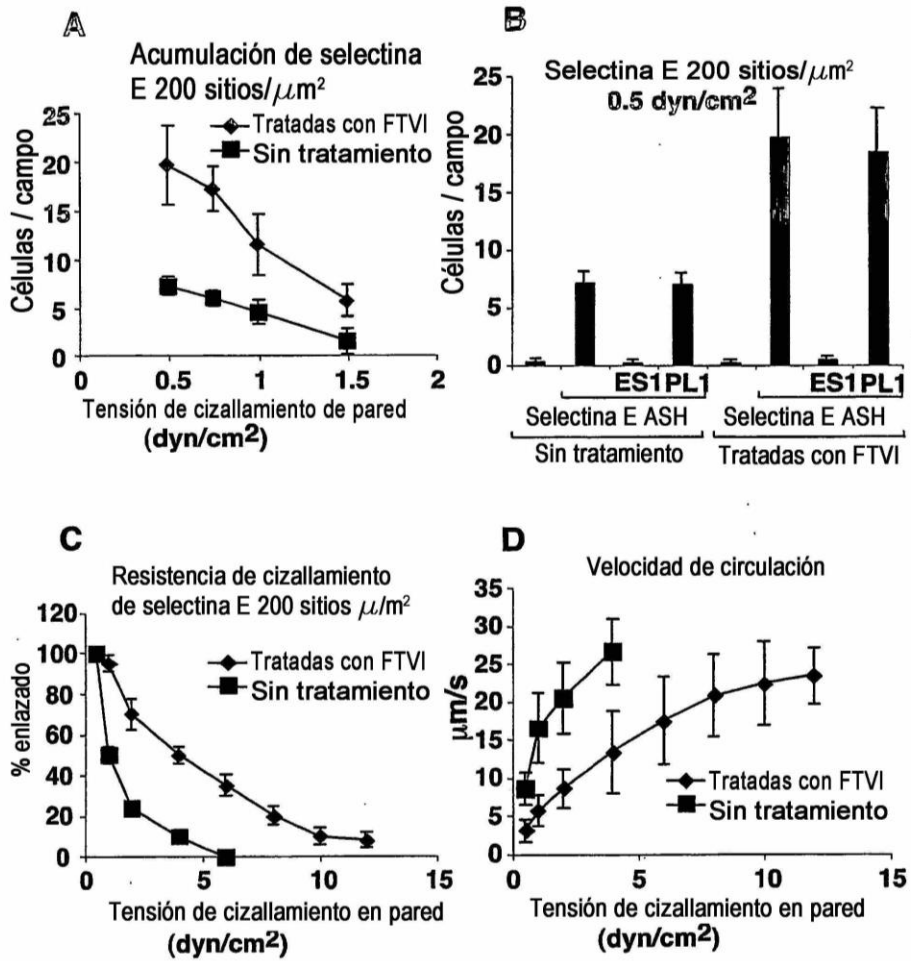 A
Acumulación de selectina
E 200 sitios/μm²
Tratadas con FTVI
Sin tratamiento
Células / campo
25
20
15
10
5
0
0 0.5 1 1.5 2
Tensión de cizallamiento de pared
(dyn/cm²)
B
Selectina E 200 sitios/μm²
0.5 dyn/cm²
Células / campo
25
20
15
10
5
0
ES1 PL1 ES1 PL1
Selectina E ASH Selectina E ASH
Sin tratamiento Tratadas con FTVI
C
Resistencia de cizallamiento
de selectina E 200 sitios μ/m²
Tratadas con FTVI
Sin tratamiento
% enlazado
120
100
80
60
40
20
0
0 5 10 15
Tensión de cizallamiento en pared
(dyn/cm²)
D
Velocidad de circulación
μm/s
35
30
25
20
15
10
5
0
Tratadas con FTVI
Sin tratamiento
0 5 10 15
Tensión de cizallamiento en pared
(dyn/cm²)